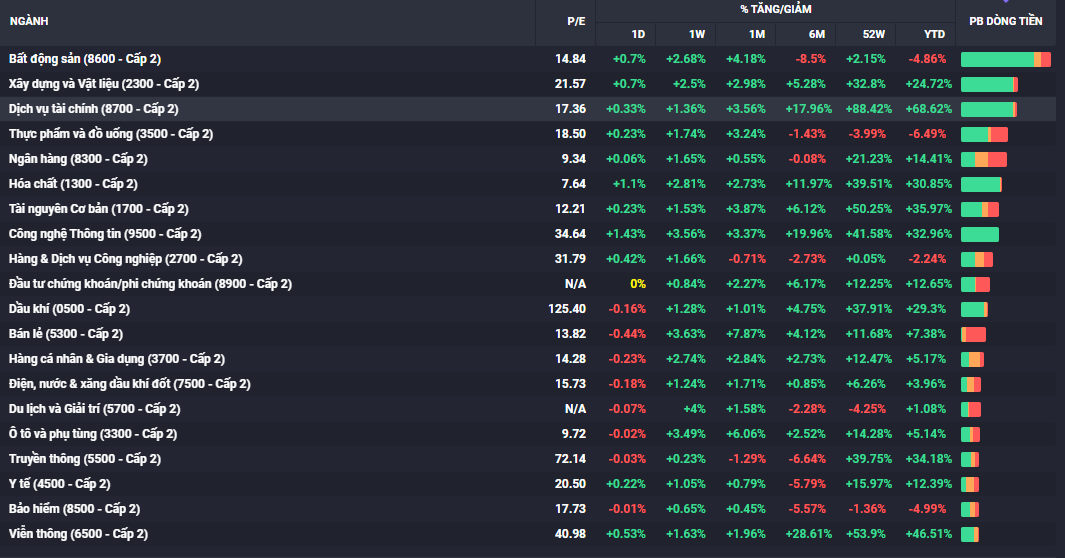 NGÀNH P/E % TĂNG/GIẢM PB DÒNG TIỀN
1D 1W 1M 6M 52W YTD
Bất động sản (8600 - Cấp 2) 14.84 +0.7% +2.68% +4.18% -8.5% +2.15% -4.86%
Xây dựng và Vật liệu (2300 - Cấp 2) 21.57 +0.7% +2.5% +2.98% +5.28% +32.8% +24.72%
Dịch vụ tài chính (8700 - Cấp 2) 17.36 +0.33% +1.36% +3.56% +17.96% +88.42% +68.62%
Thực phẩm và đồ uống (3500 - Cấp 2) 18.50 +0.23% +1.74% +3.24% -1.43% -3.99% -6.49%
Ngân hàng (8300 - Cấp 2) 9.34 +0.06% +1.65% +0.55% -0.08% +21.23% +14.41%
Hóa chất (1300 - Cấp 2) 7.64 +1.1% +2.81% +2.73% +11.97% +39.51% +30.85%
Tài nguyên Cơ bản (1700 - Cấp 2) 12.21 +0.23% +1.53% +3.87% +6.12% +50.25% +35.97%
Công nghệ Thông tin (9500 - Cấp 2) 34.64 +1.43% +3.56% +3.37% +19.96% +41.58% +32.96%
Hàng & Dịch vụ Công nghiệp (2700 - Cấp 2) 31.79 +0.42% +1.66% -0.71% -2.73% +0.05% -2.24%
Đầu tư chứng khoán/phi chứng khoán (8900 - Cấp 2) N/A 0% +0.84% +2.27% +6.17% +12.25% +12.65%
Dầu khí (0500 - Cấp 2) 125.40 -0.16% +1.28% +1.01% +4.75% +37.91% +29.3%
Bán lẻ (5300 - Cấp 2) 13.82 -0.44% +3.63% +7.87% +4.12% +11.68% +7.38%
Hàng cá nhân & Gia dụng (3700 - Cấp 2) 14.28 -0.23% +2.74% +2.84% +2.73% +12.47% +5.17%
Điện, nước & xăng dầu khí đốt (7500 - Cấp 2) 15.73 -0.18% +1.24% +1.71% +0.85% +6.26% +3.96%
Du lịch và Giải trí (5700 - Cấp 2) N/A -0.07% +4% +1.58% -2.28% -4.25% +1.08%
Ô tô và phụ tùng (3300 - Cấp 2) 9.72 -0.02% +3.49% +6.06% +2.52% +14.28% +5.14%
Truyền thông (5500 - Cấp 2) 72.14 -0.03% +0.23% -1.29% -6.64% +39.75% +34.18%
Y tế (4500 - Cấp 2) 20.50 +0.22% +1.05% +0.79% -5.79% +15.97% +12.39%
Bảo hiểm (8500 - Cấp 2) 17.73 -0.01% +0.65% +0.45% -5.57% -1.36% -4.99%
Viễn thông (6500 - Cấp 2) 40.98 +0.53% +1.63% +1.96% +28.61% +53.9% +46.51%